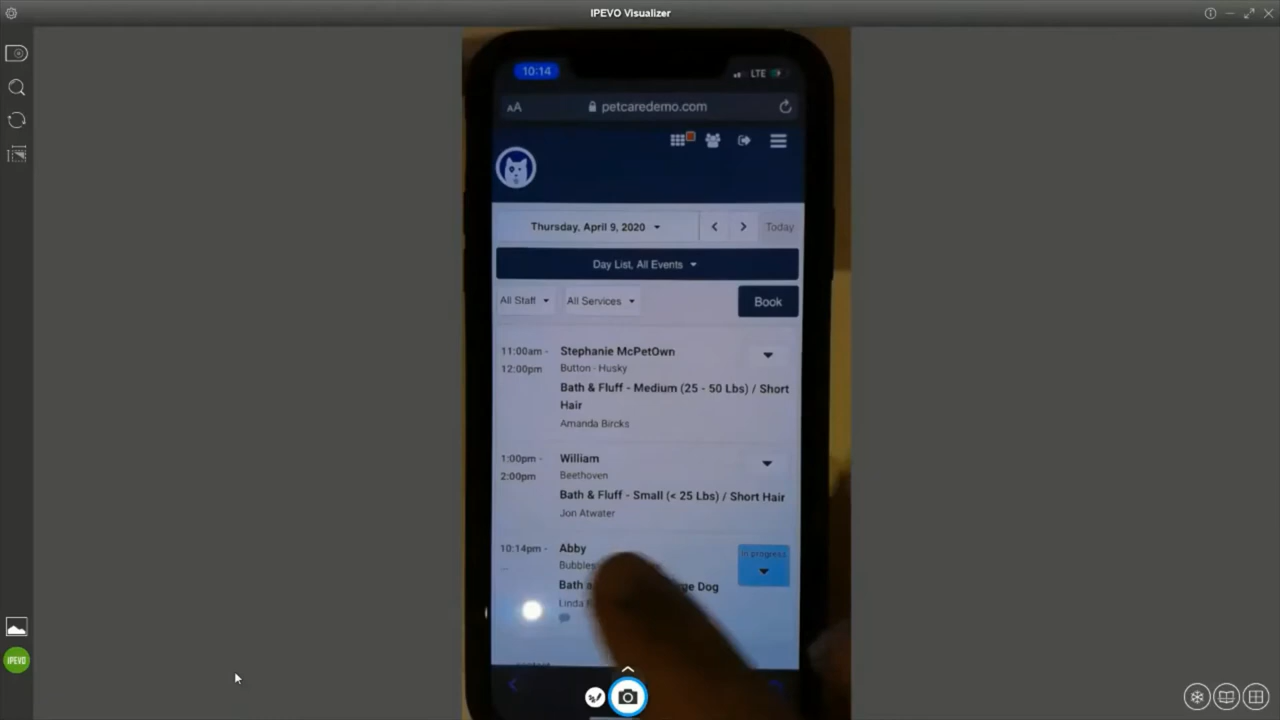 IPEVO Visualizer
10:14
LTE
AA
petcaredemo.com
Thursday, April 9, 2020
Today
Day List, All Events
All Staff
All Services
Book
11:00am -
12:00pm
Stephanie McPetOwn
Button - Husky
Bath & Fluff - Medium (25 - 50 Lbs) / Short
Hair
Amanda Bircks
1:00pm -
2:00pm
William
Beethoven
Bath & Fluff - Small (< 25 Lbs) / Short Hair
Jon Atwater
10:14pm -
...
Abby
In progress
Bubbles
Bath
Dog
Linda
IPEVO